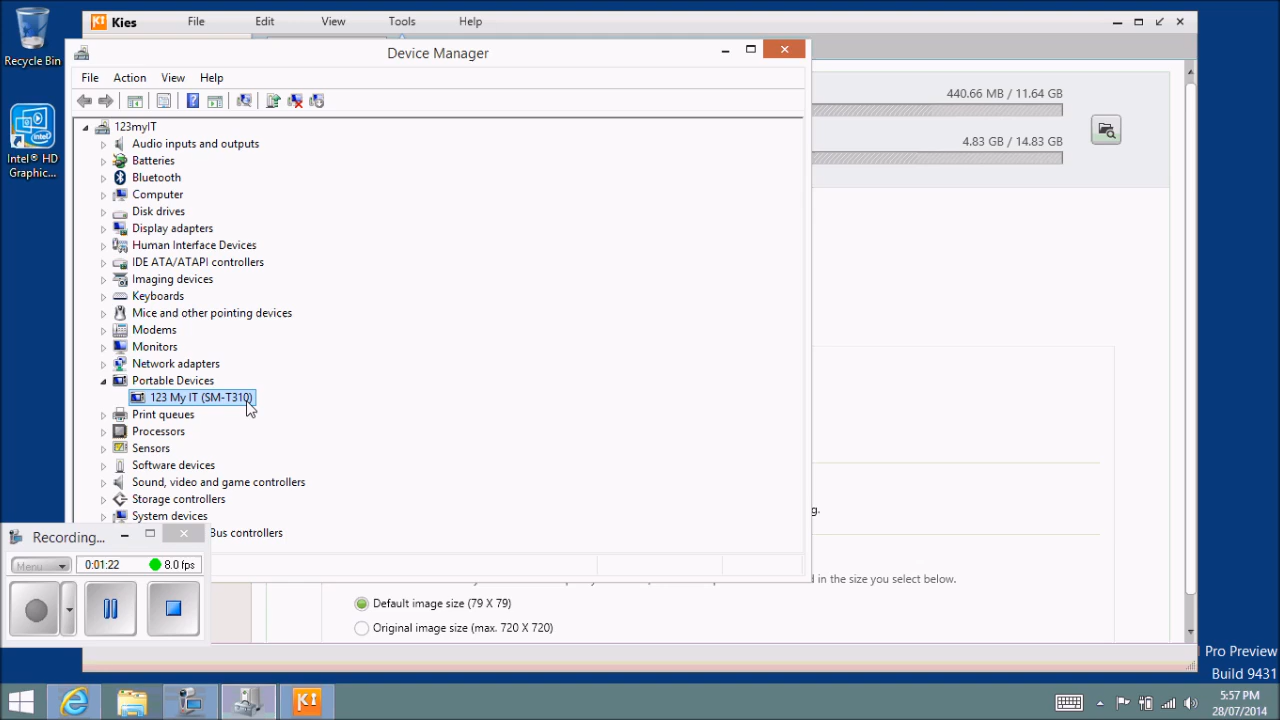 Recycle Bin
Intel® HD
Graphic...
Kies
File Edit View Tools Help
Device Manager
File Action View Help
123myIT
Audio inputs and outputs
Batteries
Bluetooth
Computer
Disk drives
Display adapters
Human Interface Devices
IDE ATA/ATAPI controllers
Imaging devices
Keyboards
Mice and other pointing devices
Modems
Monitors
Network adapters
Portable Devices
123 My IT (SM-T310)
Print queues
Processors
Sensors
Software devices
Sound, video and game controllers
Storage controllers
System devices
Bus controllers
440.66 MB / 11.64 GB
4.83 GB / 14.83 GB
g.
d in the size you select below.
Default image size (79 X 79)
Original image size (max. 720 X 720)
Recording...
Menu 0:01:22 8.0 fps
Pro Preview
Build 9431
5:57 PM
28/07/2014